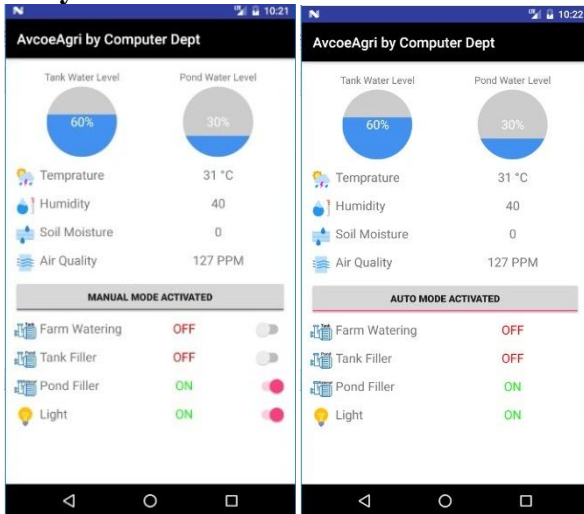 10:21
AvcoeAgri by Computer Dept
Tank Water Level Pond Water Level
60% 30%
Temprature 31 °C
Humidity 40
Soil Moisture 0
Air Quality 127 PPM
MANUAL MODE ACTIVATED
Farm Watering OFF
Tank Filler OFF
Pond Filler ON
Light ON
10:22
AvcoeAgri by Computer Dept
Tank Water Level Pond Water Level
60% 30%
Temprature 31 °C
Humidity 40
Soil Moisture 0
Air Quality 127 PPM
AUTO MODE ACTIVATED
Farm Watering OFF
Tank Filler OFF
Pond Filler ON
Light ON